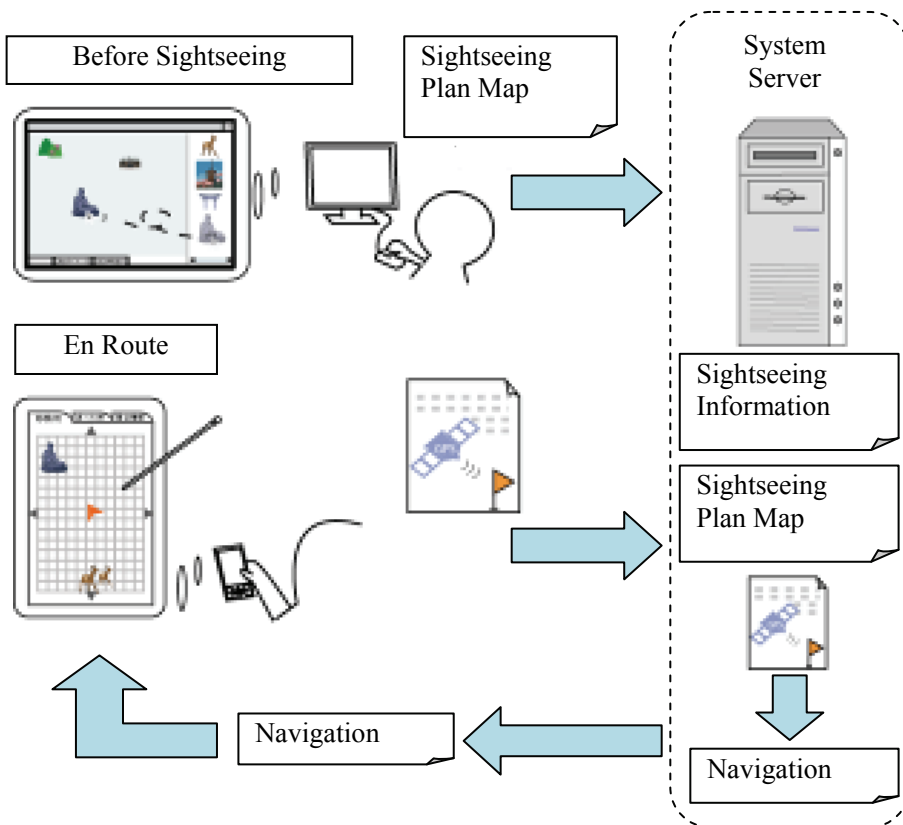 Before Sightseeing
Sightseeing
Plan Map
System
Server
En Route
Sightseeing
Information
Sightseeing
Plan Map
Navigation
Navigation